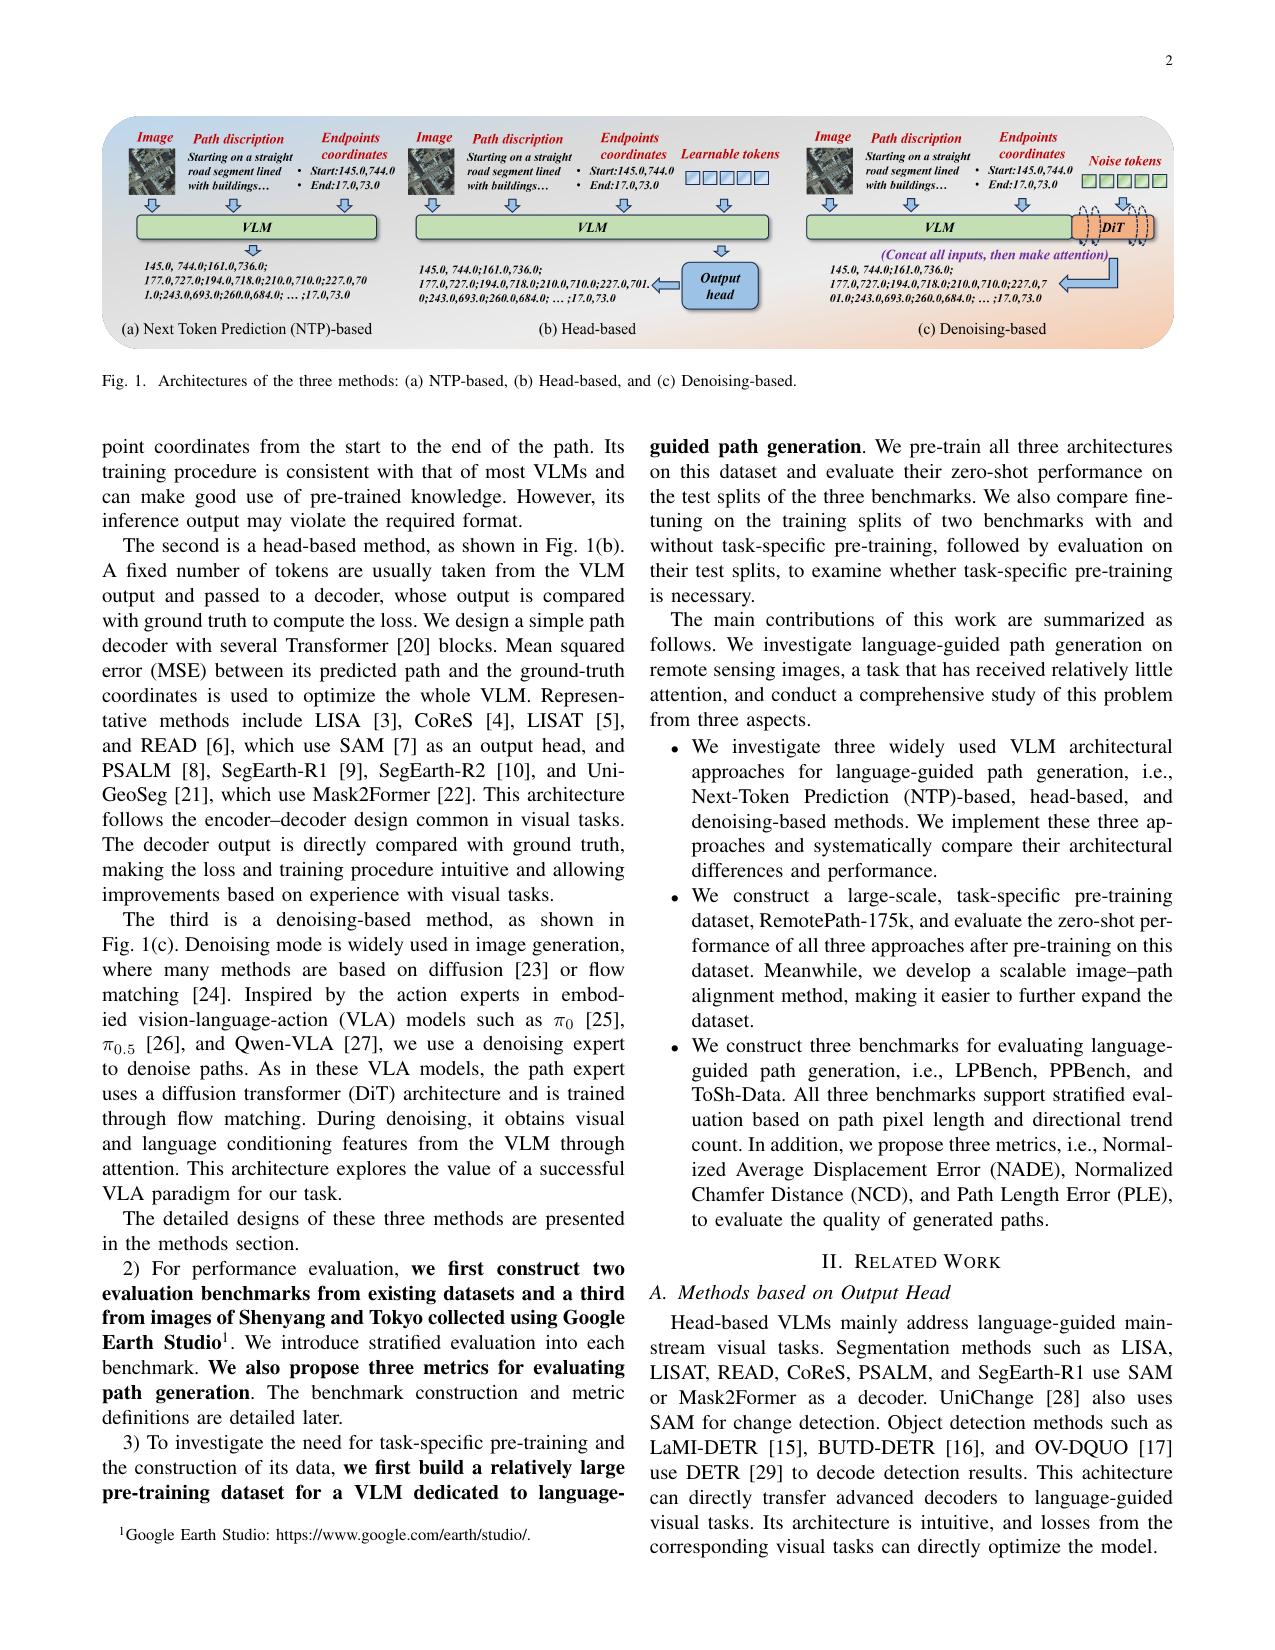 2
Image
Path discription
Endpoints
coordinates
Starting on a straight
road segment lined
with buildings…
• Start:145.0,744.0
• End:17.0,73.0
VLM
145.0, 744.0;161.0,736.0;
177.0,727.0;194.0,718.0;210.0,710.0;227.0,70
1.0;243.0,693.0;260.0,684.0; … ;17.0,73.0
(a) Next Token Prediction (NTP)-based
Image
Path discription
Endpoints
coordinates
Learnable tokens
Starting on a straight
road segment lined
with buildings…
• Start:145.0,744.0
• End:17.0,73.0
VLM
145.0, 744.0;161.0,736.0;
177.0,727.0;194.0,718.0;210.0,710.0;227.0,701.
0;243.0,693.0;260.0,684.0; … ;17.0,73.0
Output
head
(b) Head-based
Image
Path discription
Endpoints
coordinates
Noise tokens
Starting on a straight
road segment lined
with buildings…
• Start:145.0,744.0
• End:17.0,73.0
VLM
DiT
(Concat all inputs, then make attention)
145.0, 744.0;161.0,736.0;
177.0,727.0;194.0,718.0;210.0,710.0;227.0,7
01.0;243.0,693.0;260.0,684.0; … ;17.0,73.0
(c) Denoising-based
Fig. 1. Architectures of the three methods: (a) NTP-based, (b) Head-based, and (c) Denoising-based.
point coordinates from the start to the end of the path. Its
training procedure is consistent with that of most VLMs and
can make good use of pre-trained knowledge. However, its
inference output may violate the required format.
The second is a head-based method, as shown in Fig. 1(b).
A fixed number of tokens are usually taken from the VLM
output and passed to a decoder, whose output is compared
with ground truth to compute the loss. We design a simple path
decoder with several Transformer [20] blocks. Mean squared
error (MSE) between its predicted path and the ground-truth
coordinates is used to optimize the whole VLM. Represen-
tative methods include LISA [3], CoReS [4], LISAT [5],
and READ [6], which use SAM [7] as an output head, and
PSALM [8], SegEarth-R1 [9], SegEarth-R2 [10], and Uni-
GeoSeg [21], which use Mask2Former [22]. This architecture
follows the encoder–decoder design common in visual tasks.
The decoder output is directly compared with ground truth,
making the loss and training procedure intuitive and allowing
improvements based on experience with visual tasks.
The third is a denoising-based method, as shown in
Fig. 1(c). Denoising mode is widely used in image generation,
where many methods are based on diffusion [23] or flow
matching [24]. Inspired by the action experts in embod-
ied vision-language-action (VLA) models such as π0 [25],
π0.5 [26], and Qwen-VLA [27], we use a denoising expert
to denoise paths. As in these VLA models, the path expert
uses a diffusion transformer (DiT) architecture and is trained
through flow matching. During denoising, it obtains visual
and language conditioning features from the VLM through
attention. This architecture explores the value of a successful
VLA paradigm for our task.
The detailed designs of these three methods are presented
in the methods section.
2) For performance evaluation, we first construct two
evaluation benchmarks from existing datasets and a third
from images of Shenyang and Tokyo collected using Google
Earth Studio1. We introduce stratified evaluation into each
benchmark. We also propose three metrics for evaluating
path generation. The benchmark construction and metric
definitions are detailed later.
3) To investigate the need for task-specific pre-training and
the construction of its data, we first build a relatively large
pre-training dataset for a VLM dedicated to language-
1Google Earth Studio: https://www.google.com/earth/studio/.
guided path generation. We pre-train all three architectures
on this dataset and evaluate their zero-shot performance on
the test splits of the three benchmarks. We also compare fine-
tuning on the training splits of two benchmarks with and
without task-specific pre-training, followed by evaluation on
their test splits, to examine whether task-specific pre-training
is necessary.
The main contributions of this work are summarized as
follows. We investigate language-guided path generation on
remote sensing images, a task that has received relatively little
attention, and conduct a comprehensive study of this problem
from three aspects.
• We investigate three widely used VLM architectural
approaches for language-guided path generation, i.e.,
Next-Token Prediction (NTP)-based, head-based, and
denoising-based methods. We implement these three ap-
proaches and systematically compare their architectural
differences and performance.
• We construct a large-scale, task-specific pre-training
dataset, RemotePath-175k, and evaluate the zero-shot per-
formance of all three approaches after pre-training on this
dataset. Meanwhile, we develop a scalable image–path
alignment method, making it easier to further expand the
dataset.
• We construct three benchmarks for evaluating language-
guided path generation, i.e., LPBench, PPBench, and
ToSh-Data. All three benchmarks support stratified eval-
uation based on path pixel length and directional trend
count. In addition, we propose three metrics, i.e., Normal-
ized Average Displacement Error (NADE), Normalized
Chamfer Distance (NCD), and Path Length Error (PLE),
to evaluate the quality of generated paths.
II. RELATED WORK
A. Methods based on Output Head
Head-based VLMs mainly address language-guided main-
stream visual tasks. Segmentation methods such as LISA,
LISAT, READ, CoReS, PSALM, and SegEarth-R1 use SAM
or Mask2Former as a decoder. UniChange [28] also uses
SAM for change detection. Object detection methods such as
LaMI-DETR [15], BUTD-DETR [16], and OV-DQUO [17]
use DETR [29] to decode detection results. This achitecture
can directly transfer advanced decoders to language-guided
visual tasks. Its architecture is intuitive, and losses from the
corresponding visual tasks can directly optimize the model.